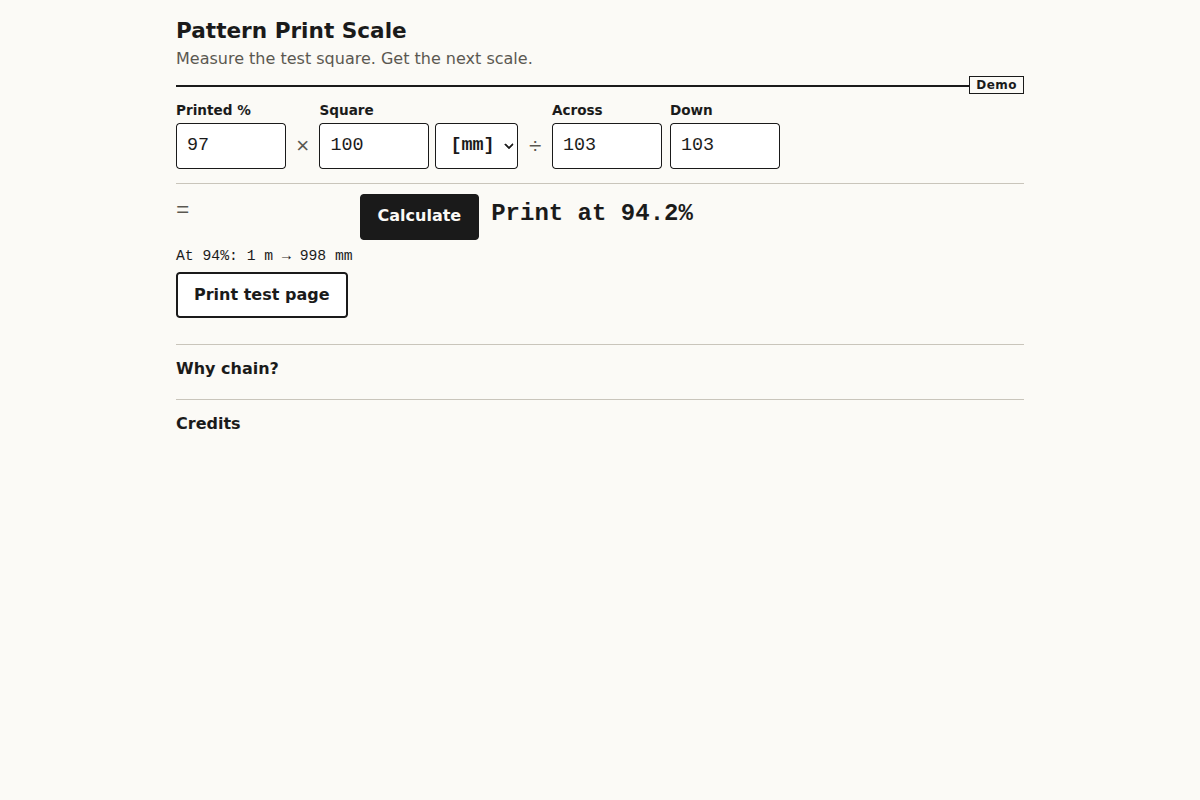 Pattern Print Scale
Measure the test square. Get the next scale.
Demo
Printed % Square Across Down
97 × 100 [mm] ÷ 103 103
= Calculate Print at 94.2%
At 94%: 1 m → 998 mm
Print test page
Why chain?
Credits